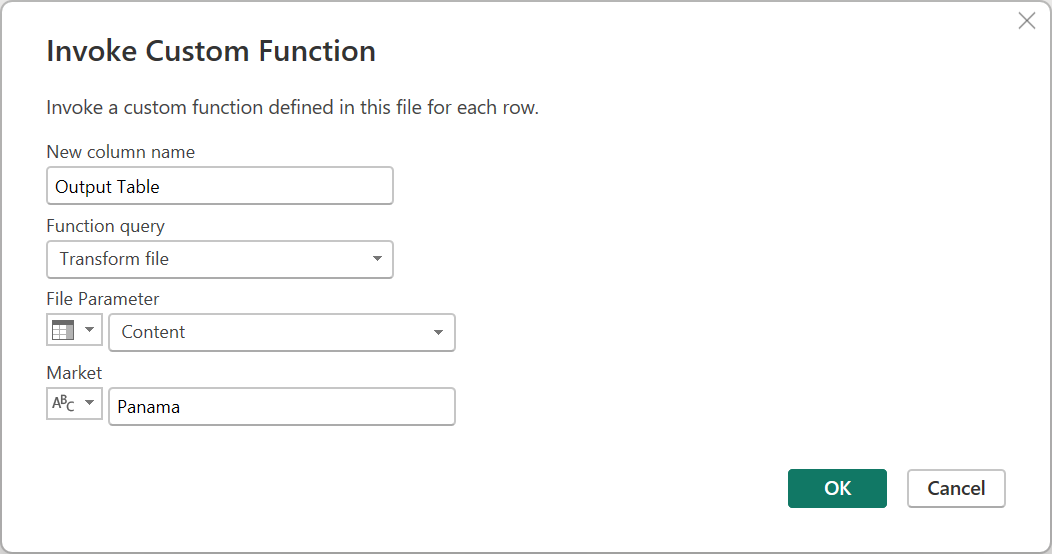 Invoke Custom Function
Invoke a custom function defined in this file for each row.
New column name
Output Table
Function query
Transform file
File Parameter
Content
Market
ABC Panama
OK Cancel